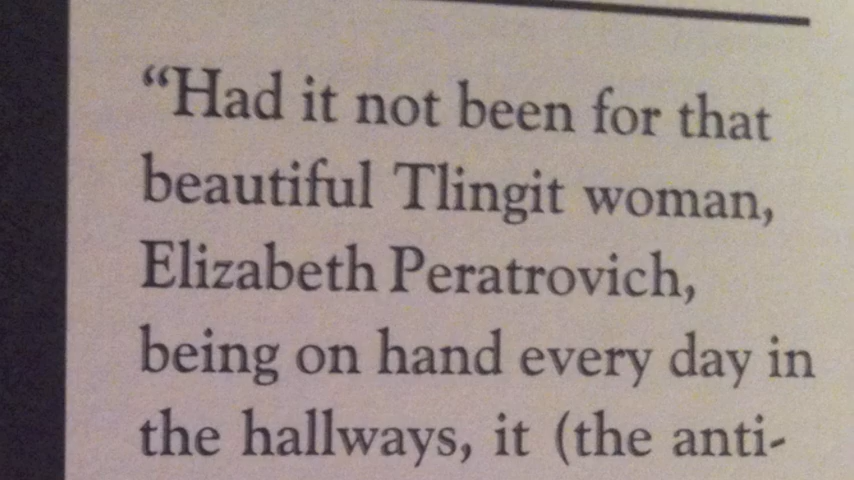 “Had it not been for that
beautiful Tlingit woman,
Elizabeth Peratrovich,
being on hand every day in
the hallways, it (the anti-